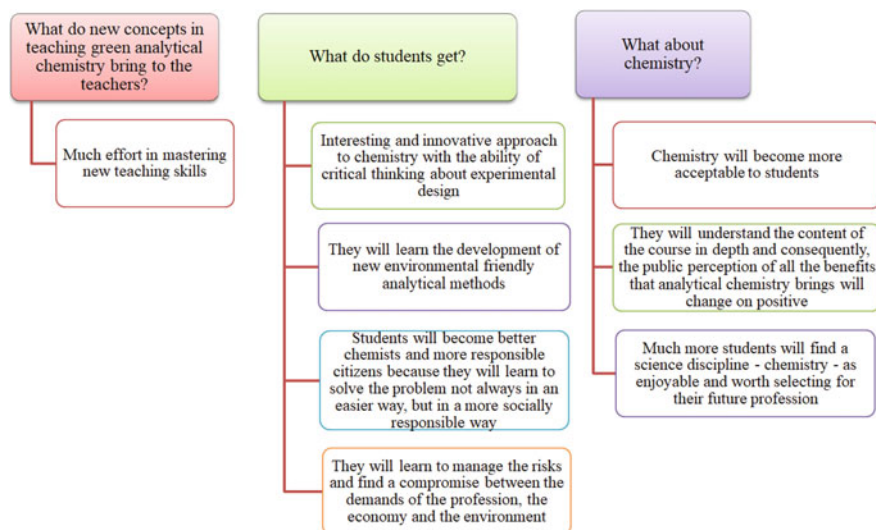 What do new concepts in
teaching green analytical
chemistry bring to the
teachers?
Much effort in mastering
new teaching skills
What do students get?
Interesting and innovative approach
to chemistry with the ability of
critical thinking about experimental
design
They will learn the development of
new environmental friendly
analytical methods
Students will become better
chemists and more responsible
citizens because they will learn to
solve the problem not always in an
easier way, but in a more socially
responsible way
They will learn to manage the risks
and find a compromise between the
demands of the profession, the
economy and the environment
What about
chemistry?
Chemistry will become more
acceptable to students
They will understand the content of
the course in depth and consequently,
the public perception of all the benefits
that analytical chemistry brings will
change on positive
Much more students will find a
science discipline - chemistry - as
enjoyable and worth selecting for
their future profession